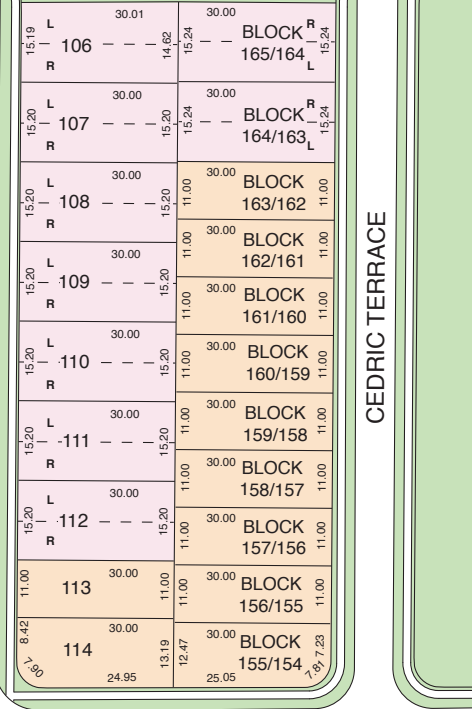 30.01
15.19 L 106 R 14.62
30.00
15.24 BLOCK 165/164 R L 15.24
30.00
15.20 L 107 R 15.20
30.00
15.24 BLOCK 164/163 R L 15.24
30.00
15.20 L 108 R 15.20
30.00
11.00 BLOCK 163/162 11.00
30.00
11.00 BLOCK 162/161 11.00
30.00
15.20 L 109 R 15.20
30.00
11.00 BLOCK 161/160 11.00
30.00
15.20 L 110 R 15.20
30.00
11.00 BLOCK 160/159 11.00
30.00
15.20 L 111 R 15.20
30.00
11.00 BLOCK 159/158 11.00
30.00
11.00 BLOCK 158/157 11.00
30.00
15.20 L 112 R 15.20
30.00
11.00 BLOCK 157/156 11.00
30.00
11.00 113 11.00
30.00
11.00 BLOCK 156/155 11.00
30.00
8.42 114 13.19
7.90 24.95
30.00
12.47 BLOCK 155/154 7.23
25.05 7.81
CEDRIC TERRACE